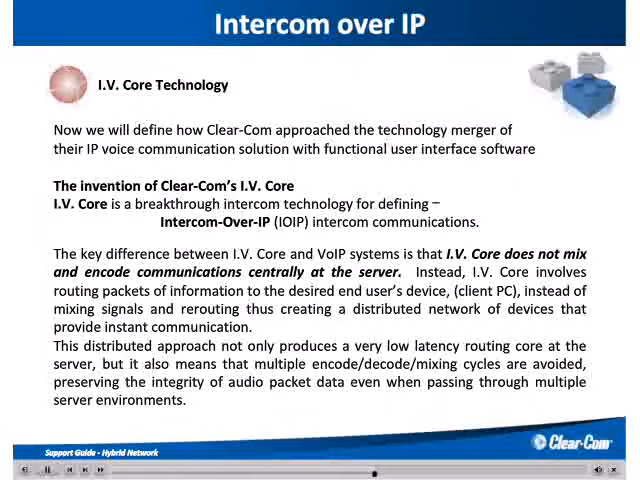 Intercom over IP
I.V. Core Technology
Now we will define how Clear-Com approached the technology merger of
their IP voice communication solution with functional user interface software
The invention of Clear-Com's I.V. Core
I.V. Core is a breakthrough intercom technology for defining –
Intercom-Over-IP (IOIP) intercom communications.
The key difference between I.V. Core and VoIP systems is that I.V. Core does not mix
and encode communications centrally at the server. Instead, I.V. Core involves
routing packets of information to the desired end user's device, (client PC), instead of
mixing signals and rerouting thus creating a distributed network of devices that
provide instant communication.
This distributed approach not only produces a very low latency routing core at the
server, but it also means that multiple encode/decode/mixing cycles are avoided,
preserving the integrity of audio packet data even when passing through multiple
server environments.
Support Guide - Hybrid Network
Clear-Com